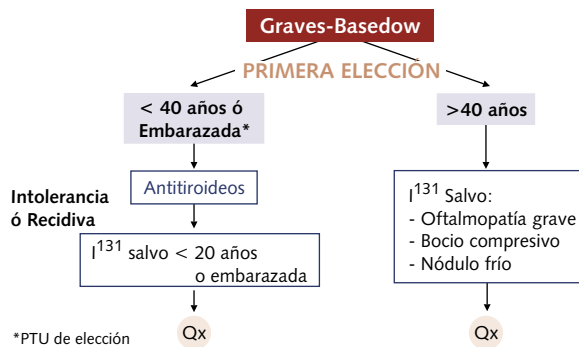 Graves-Basedow
PRIMERA ELECCIÓN
< 40 años ó
Embarazada*
>40 años
Intolerancia
ó Recidiva
Antitiroideos
I131 salvo < 20 años
o embarazada
I131 Salvo:
- Oftalmopatía grave
- Bocio compresivo
- Nódulo frío
*PTU de elección
Qx
Qx